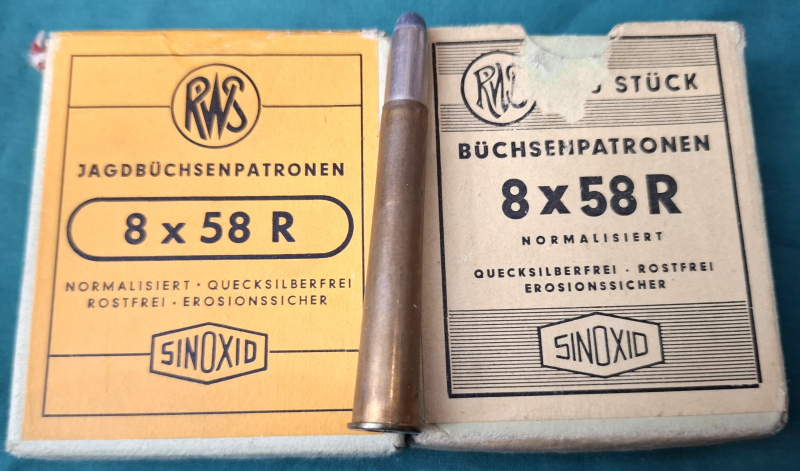 RWS
JAGDBÜCHSENPATRONEN
8 x 58 R
NORMALISIERT · QUECKSILBERFREI
ROSTFREI · EROSIONSSICHER
SINOXID
RWS
STÜCK
BÜCHSENPATRONEN
8 x 58 R
NORMALISIERT
QUECKSILBERFREI · ROSTFREI
EROSIONSSICHER
SINOXID